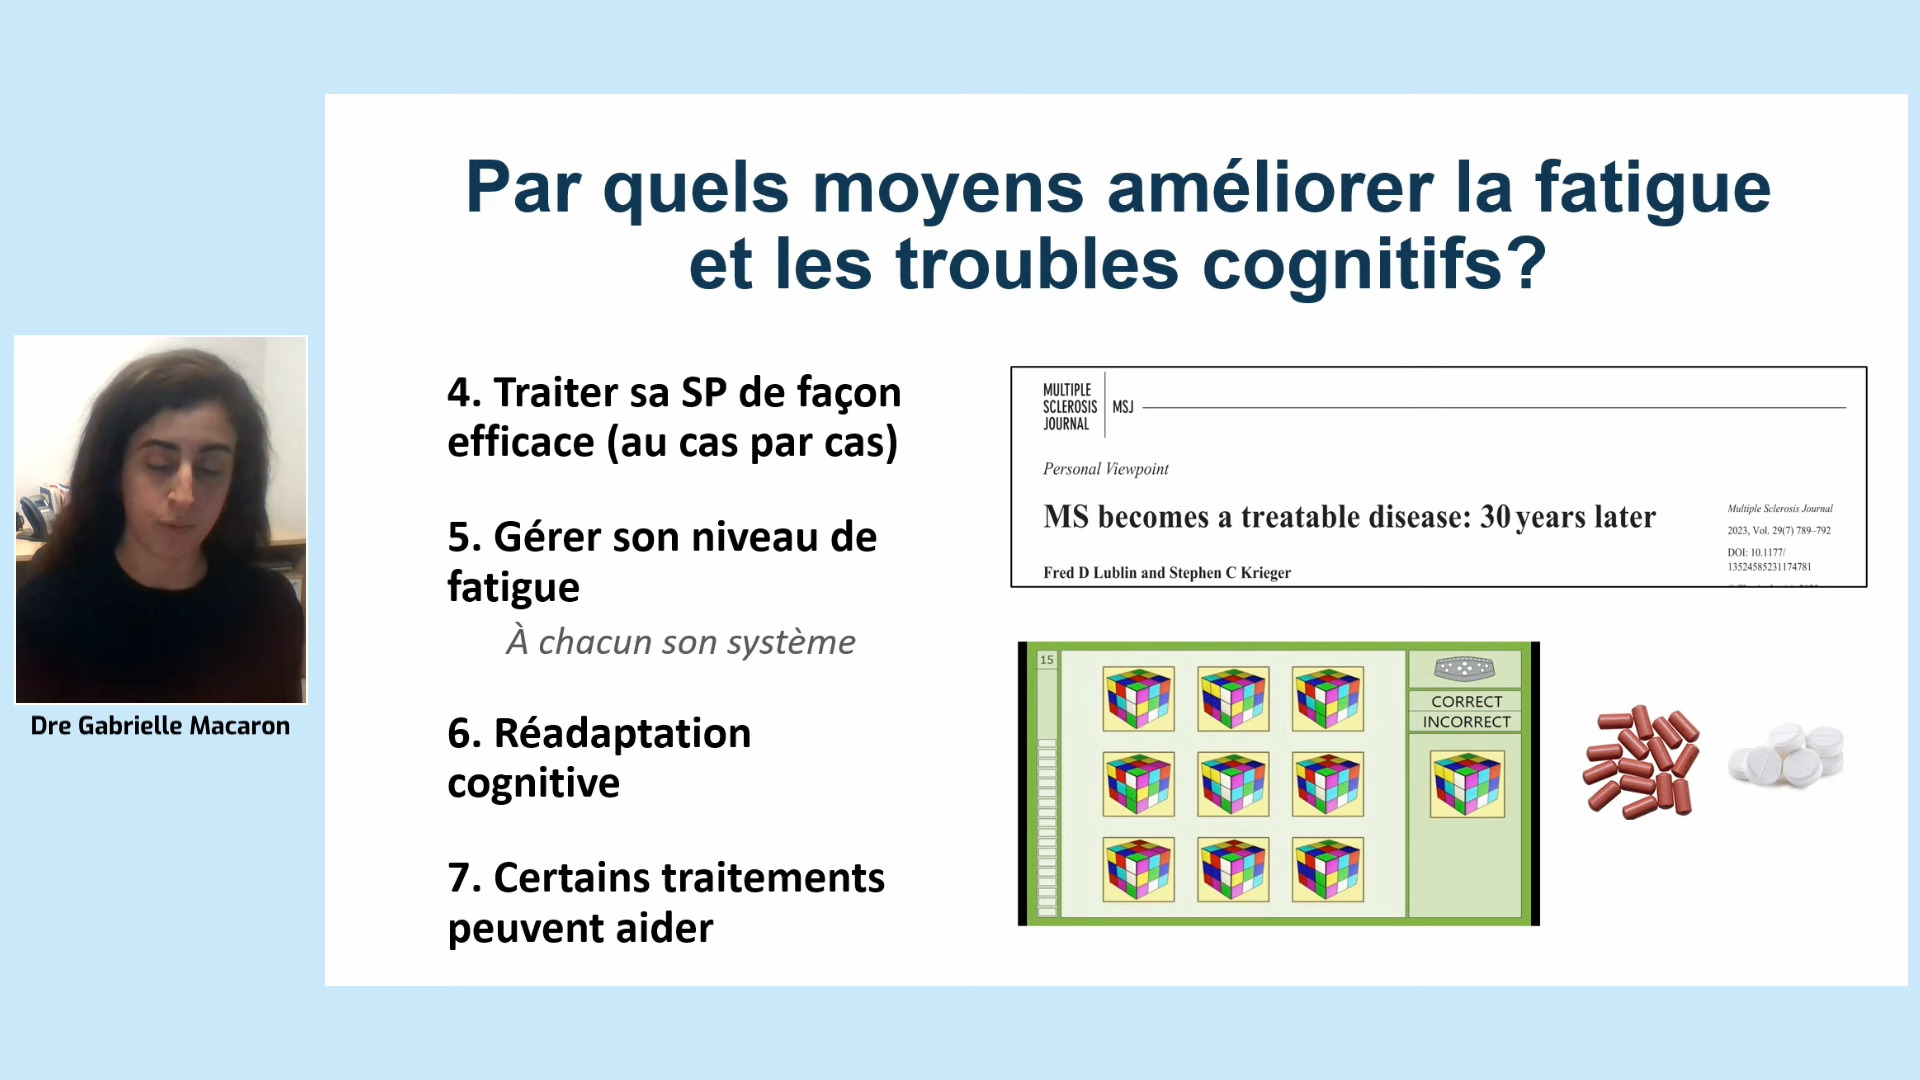 Par quels moyens améliorer la fatigue
et les troubles cognitifs?
4. Traiter sa SP de façon
efficace (au cas par cas)
5. Gérer son niveau de
fatigue
À chacun son système
6. Réadaptation
cognitive
7. Certains traitements
peuvent aider
MULTIPLE
SCLEROSIS
JOURNAL
MSJ
Personal Viewpoint
MS becomes a treatable disease: 30 years later
Fred D Lublin and Stephen C Krieger
Multiple Sclerosis Journal
2023, Vol. 29(7) 789–792
DOI: 10.1177/
13524585231174781
15
CORRECT
INCORRECT
Dre Gabrielle Macaron